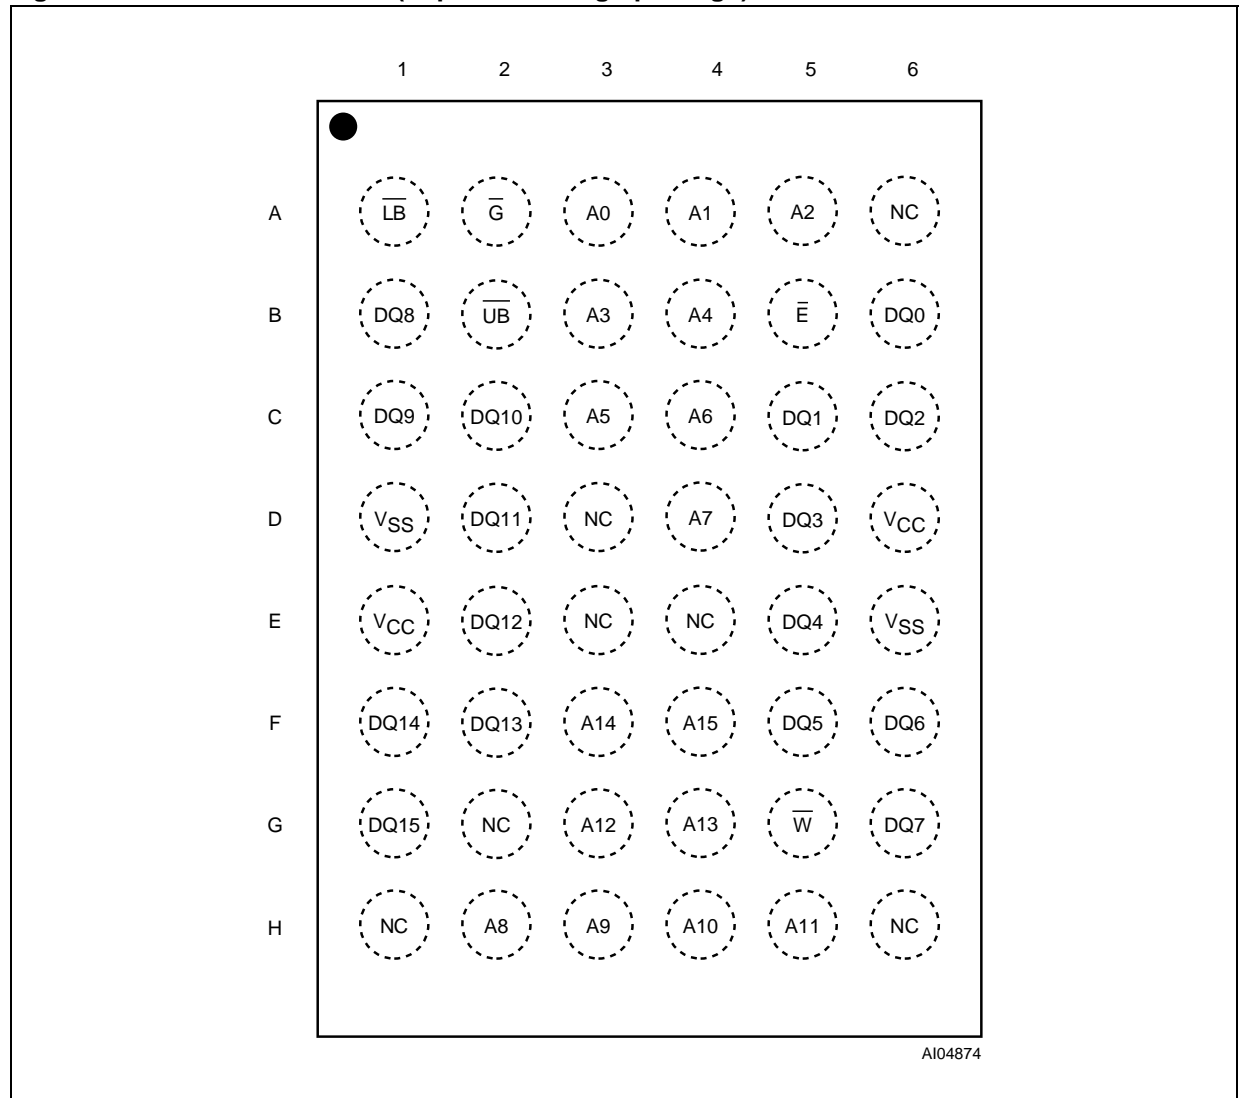 1 2 3 4 5 6
A L̅B̅ G̅ A0 A1 A2 NC
B DQ8 U̅B̅ A3 A4 E̅ DQ0
C DQ9 DQ10 A5 A6 DQ1 DQ2
D VSS DQ11 NC A7 DQ3 VCC
E VCC DQ12 NC NC DQ4 VSS
F DQ14 DQ13 A14 A15 DQ5 DQ6
G DQ15 NC A12 A13 W̅ DQ7
H NC A8 A9 A10 A11 NC
AI04874